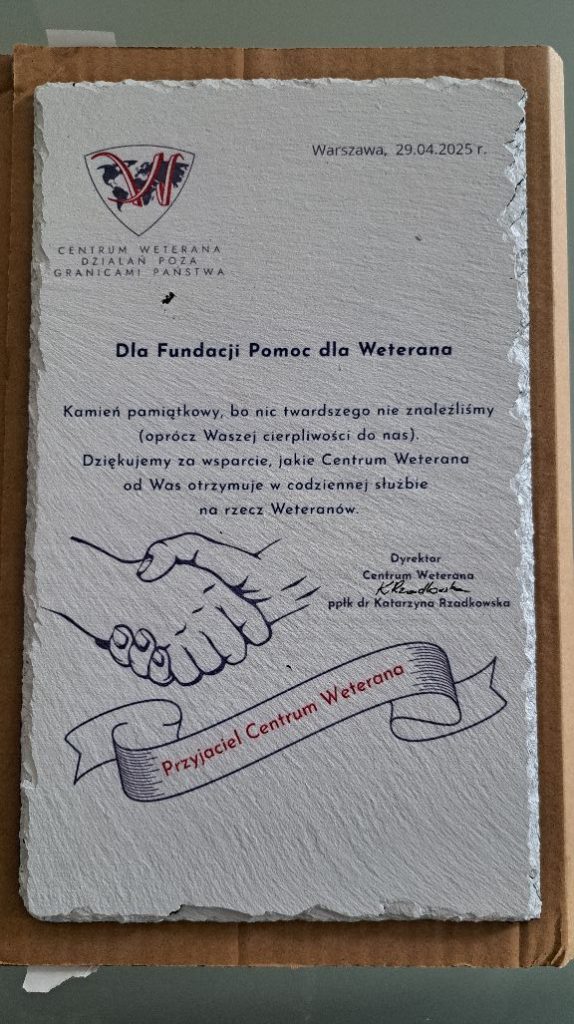 Warszawa, 29.04.2025 r.
W
CENTRUM WETERANA
DZIAŁAŃ POZA
GRANICAMI PAŃSTWA
Dla Fundacji Pomoc dla Weterana
Kamień pamiątkowy, bo nic twardszego nie znaleźliśmy
(oprócz Waszej cierpliwości do nas).
Dziękujemy za wsparcie, jakie Centrum Weterana
od Was otrzymuje w codziennej służbie
na rzecz Weteranów.
Dyrektor
Centrum Weterana
K Rzadkowska
ppłk dr Katarzyna Rzadkowska
Przyjaciel Centrum Weterana